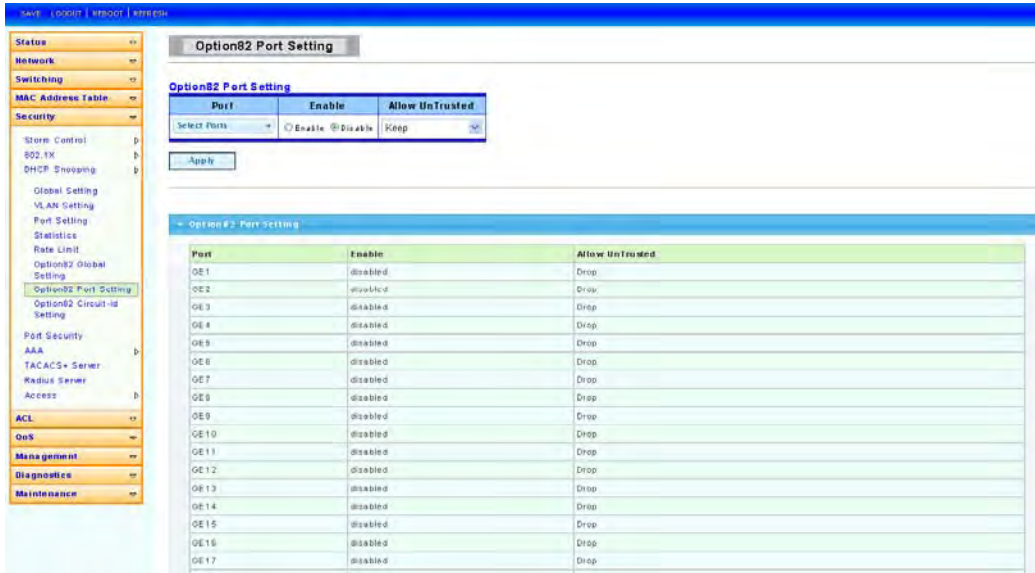 SAVE LOGOUT | REBOOT | REFRESH
Status
Network
Switching
MAC Address Table
Security
Storm Control
802.1X
DHCP Snooping
Global Setting
VLAN Setting
Port Setting
Statistics
Rate Limit
Option82 Global
Setting
Option82 Port Setting
Option82 Circuit-id
Setting
Port Security
AAA
TACACS+ Server
Radius Server
Access
ACL
QoS
Management
Diagnostics
Maintenance
Option82 Port Setting
Option82 Port Setting
Port Enable Allow UnTrusted
Select Ports Enable Disable Keep
Apply
Option82 Port Setting
Port Enable Allow UnTrusted
GE1 disabled Drop
GE2 disabled Drop
GE3 disabled Drop
GE4 disabled Drop
GE5 disabled Drop
GE6 disabled Drop
GE7 disabled Drop
GE8 disabled Drop
GE9 disabled Drop
GE10 disabled Drop
GE11 disabled Drop
GE12 disabled Drop
GE13 disabled Drop
GE14 disabled Drop
GE15 disabled Drop
GE16 disabled Drop
GE17 disabled Drop